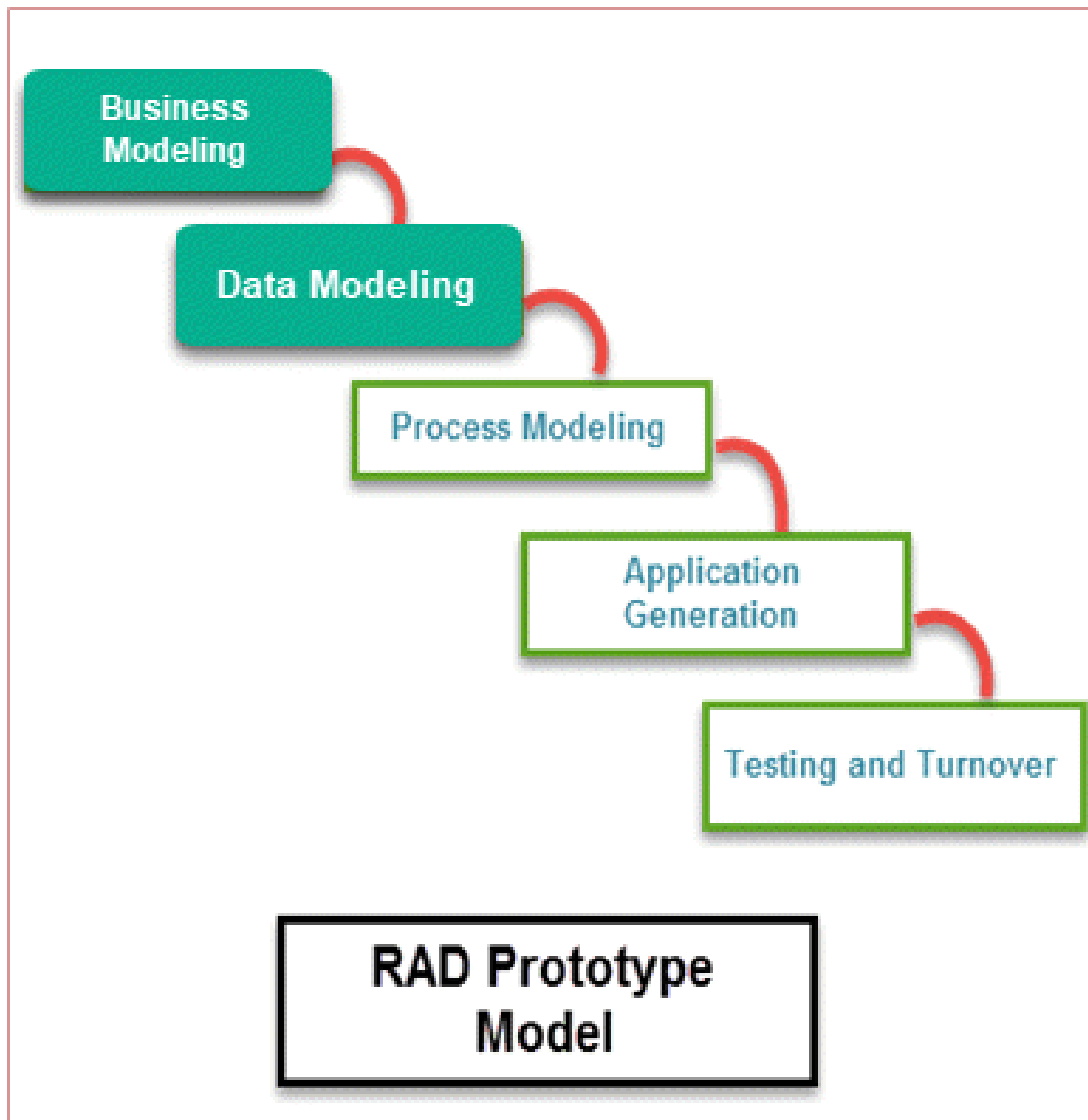 Business
Modeling
Data Modeling
Process Modeling
Application
Generation
Testing and Turnover
RAD Prototype
Model